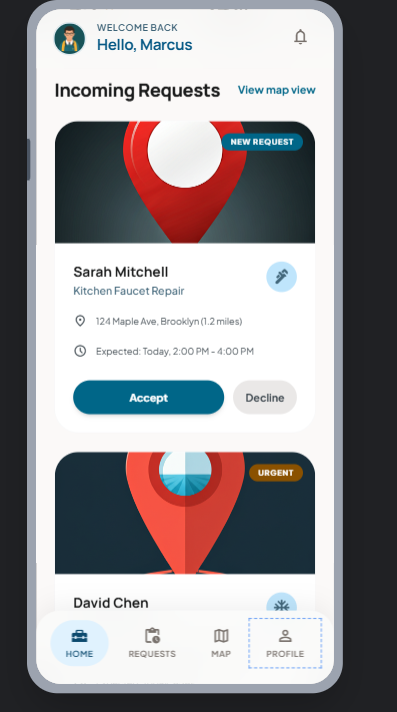 WELCOME BACK
Hello, Marcus
Incoming Requests
View map view
NEW REQUEST
Sarah Mitchell
Kitchen Faucet Repair
124 Maple Ave, Brooklyn (1.2 miles)
Expected: Today, 2:00 PM - 4:00 PM
Accept
Decline
URGENT
David Chen
HOME
REQUESTS
MAP
PROFILE